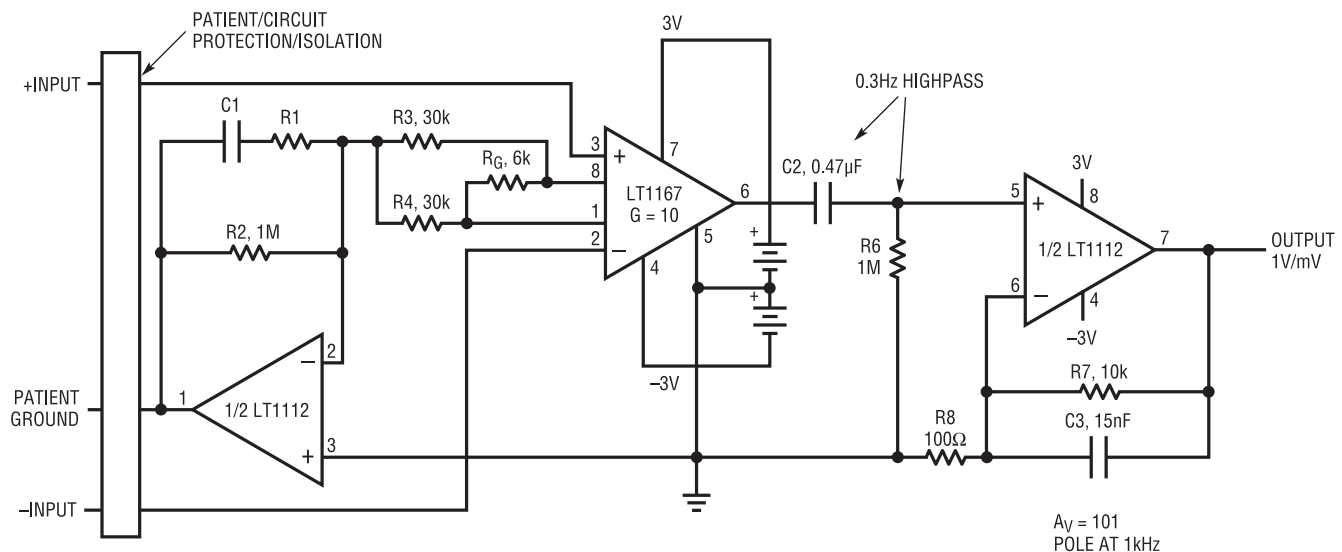 PATIENT/CIRCUIT
PROTECTION/ISOLATION
+INPUT
C1
R1
R3, 30k
RG, 6k
R4, 30k
R2, 1M
3
8
1
2
+
–
LT1167
G = 10
7
6
5
4
3V
–3V
+
+
0.3Hz HIGHPASS
C2, 0.47µF
R6
1M
3V
8
5
+
6
–
1/2 LT1112
7
4
–3V
OUTPUT
1V/mV
R7, 10k
C3, 15nF
R8
100Ω
AV = 101
POLE AT 1kHz
PATIENT
GROUND
1
1/2 LT1112
–
2
+
3
–INPUT